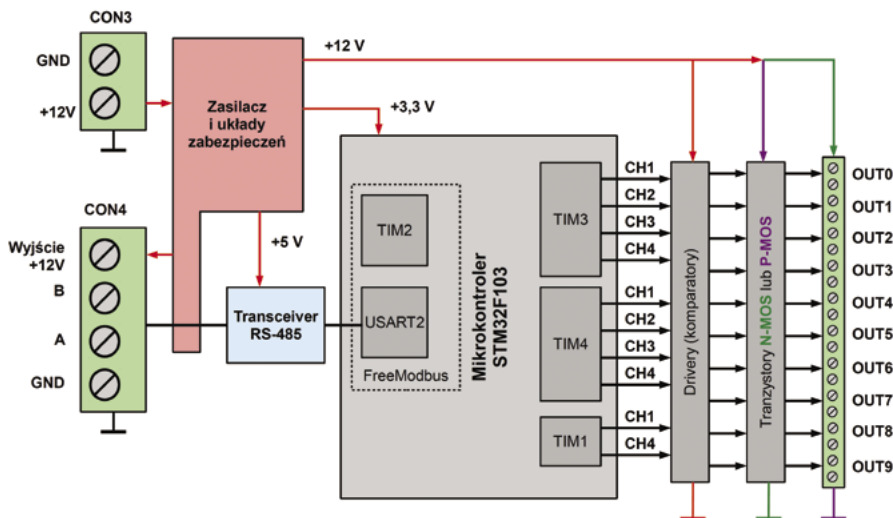 CON3
GND
+12V
Zasilacz
i układy
zabezpieczeń
+12 V
+3,3 V
+5 V
CON4
Wyjście
+12V
B
A
GND
Transceiver
RS-485
TIM2
USART2
FreeModbus
Mikrokontroler
STM32F103
TIM3
TIM4
TIM1
CH1
CH2
CH3
CH4
CH1
CH2
CH3
CH4
CH1
CH4
Drivery (komparatory)
Tranzystory N-MOS lub P-MOS
OUT0
OUT1
OUT2
OUT3
OUT4
OUT5
OUT6
OUT7
OUT8
OUT9